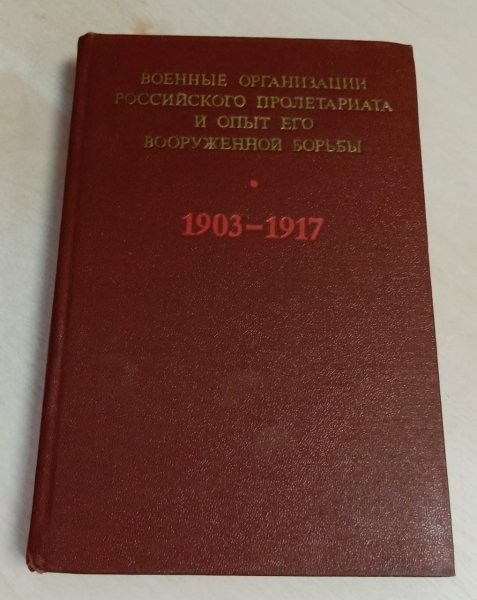 ВОЕННЫЕ ОРГАНИЗАЦИИ
РОССИЙСКОГО ПРОЛЕТАРИАТА
И ОПЫТ ЕГО
ВООРУЖЕННОЙ БОРЬБЫ
1903–1917